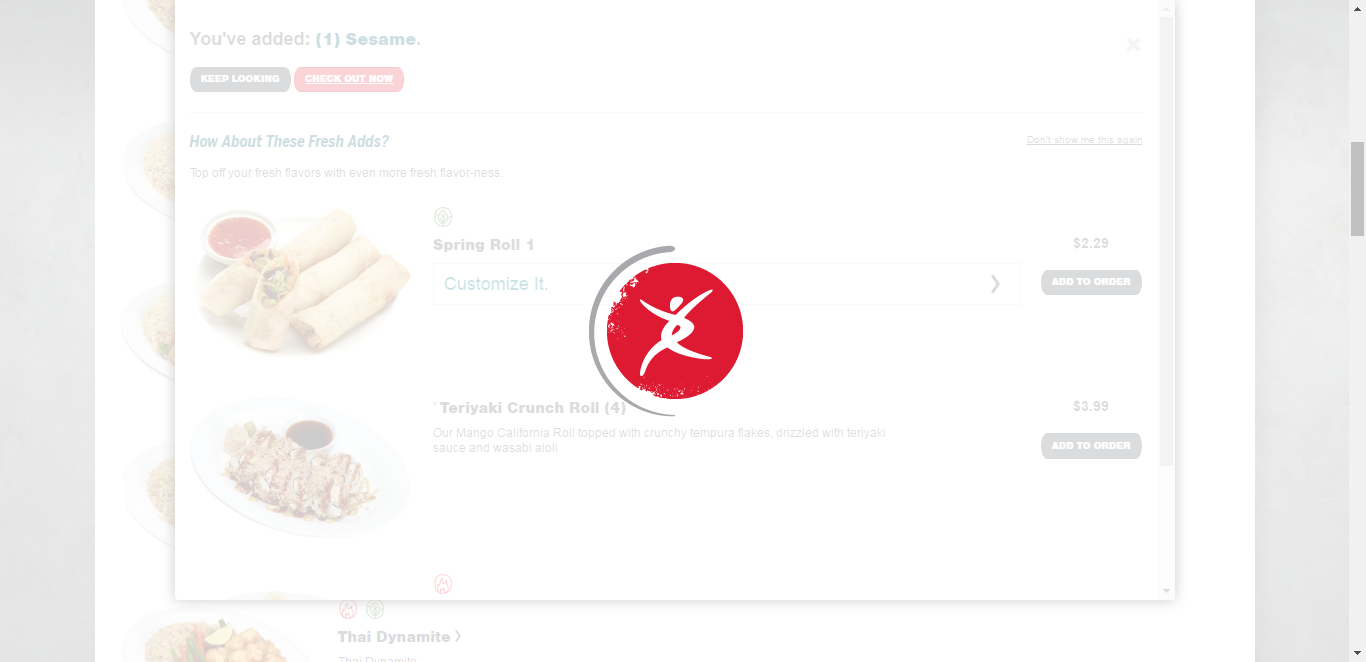 You've added: (1) Sesame.
KEEP LOOKING CHECK OUT NOW
How About These Fresh Adds?
Don't show me this again
Top off your fresh flavors with even more fresh flavor-ness.
Spring Roll 1
$2.29
Customize It.
ADD TO ORDER
*Teriyaki Crunch Roll (4)
$3.99
Our Mango California Roll topped with crunchy tempura flakes, drizzled with teriyaki
sauce and wasabi aioli
ADD TO ORDER
Thai Dynamite
Thai Dynamite